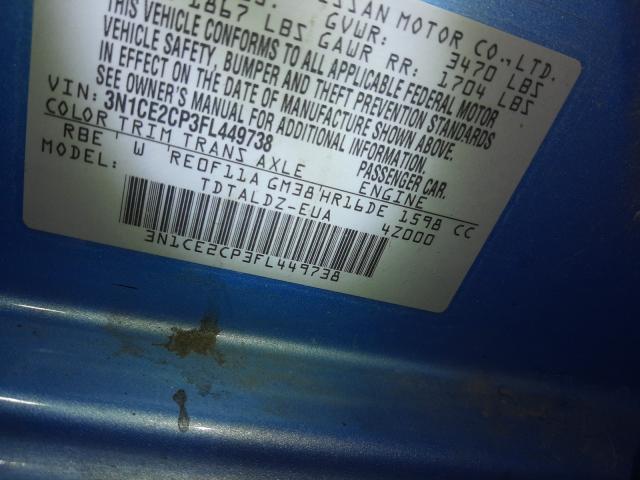 NISSAN MOTOR CO., LTD.
GVWR: 3470 LBS
1867 LBS GAWR RR: 1704 LBS
THIS VEHICLE CONFORMS TO ALL APPLICABLE FEDERAL MOTOR
VEHICLE SAFETY, BUMPER AND THEFT PREVENTION STANDARDS
IN EFFECT ON THE DATE OF MANUFACTURE SHOWN ABOVE.
SEE OWNER'S MANUAL FOR ADDITIONAL INFORMATION.
VIN: 3N1CE2CP3FL449738 PASSENGER CAR.
COLOR TRIM TRANS AXLE ENGINE
RBE W RE0F11A GM38 HR16DE 1598 CC
MODEL: TDTALDZ-EUA 4Z000
3N1CE2CP3FL449738